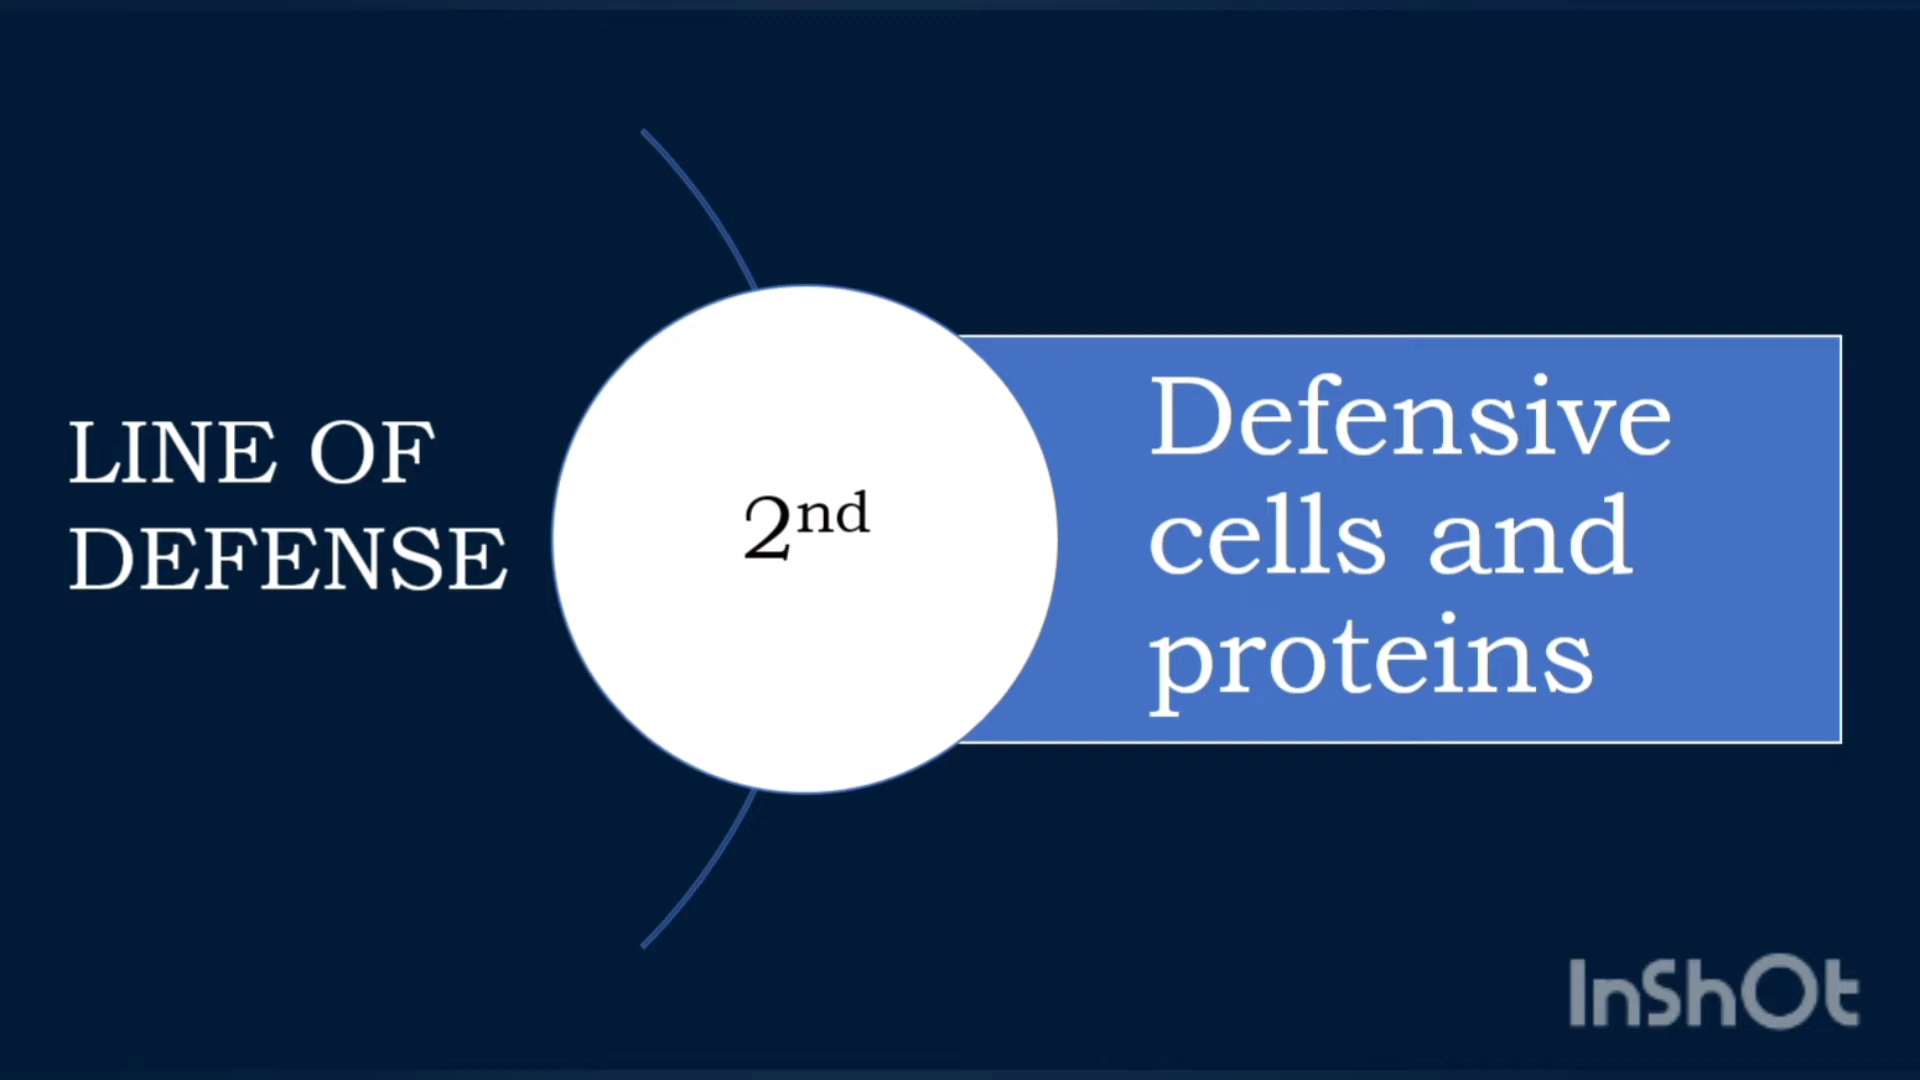 LINE OF
DEFENSE
2nd
Defensive
cells and
proteins
InShOt